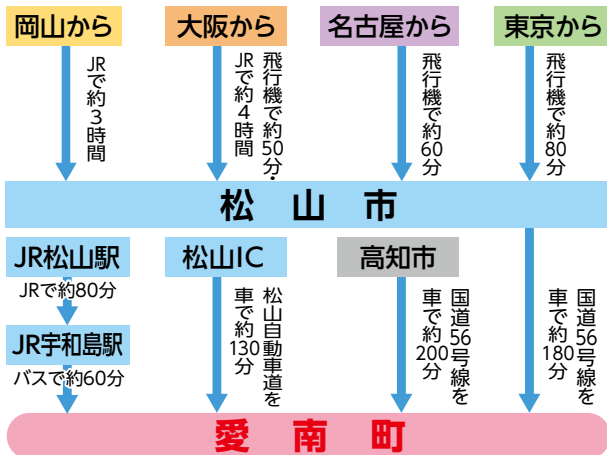 岡山から
JRで約3時間
大阪から
飛行機で約50分・
JRで約4時間
名古屋から
飛行機で約60分
東京から
飛行機で約80分
松山市
JR松山駅
JRで約80分
JR宇和島駅
バスで約60分
松山IC
松山自動車道を
車で約130分
高知市
国道56号線を
車で約200分
国道56号線を
車で約180分
愛南町